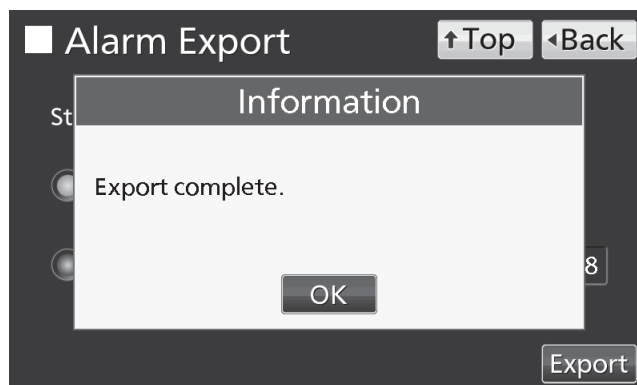 Alarm Export
↑Top
◂Back
St
Information
Export complete.
8
OK
Export